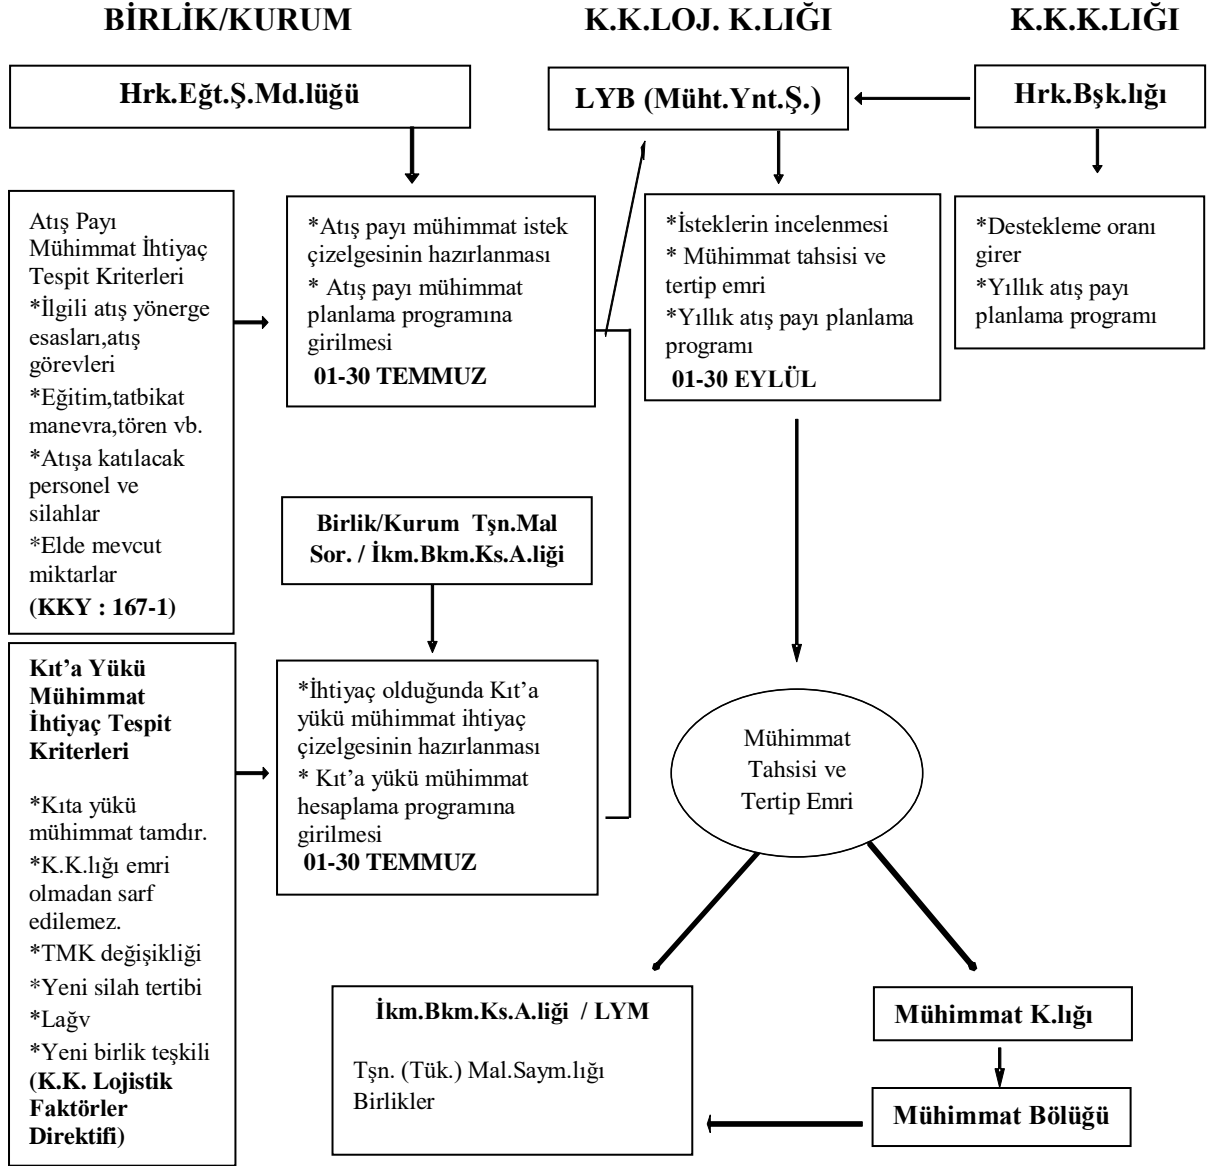 BİRLİK/KURUM
K.K.LOJ. K.LIĞI
K.K.K.LIĞI
Hrk.Eğt.Ş.Md.lüğü
LYB (Müht.Ynt.Ş.)
Hrk.Bşk.lığı
Atış Payı
Mühimmat İhtiyaç
Tespit Kriterleri
*İlgili atış yönerge
esasları,atış
görevleri
*Eğitim,tatbikat
manevra,tören vb.
*Atışa katılacak
personel ve
silahlar
*Elde mevcut
miktarlar
(KKY : 167-1)
*Atış payı mühimmat istek
çizelgesinin hazırlanması
* Atış payı mühimmat
planlama programına
girilmesi
01-30 TEMMUZ
*İsteklerin incelenmesi
* Mühimmat tahsisi ve
tertip emri
*Yıllık atış payı planlama
programı
01-30 EYLÜL
*Destekleme oranı
girer
*Yıllık atış payı
planlama programı
Birlik/Kurum  Tşn.Mal
Sor. / İkm.Bkm.Ks.A.liği
Kıt’a Yükü
Mühimmat
İhtiyaç Tespit
Kriterleri
*Kıta yükü
mühimmat tamdır.
*K.K.lığı emri
olmadan sarf
edilemez.
*TMK değişikliği
*Yeni silah tertibi
*Lağv
*Yeni birlik teşkili
(K.K. Lojistik
Faktörler
Direktifi)
*İhtiyaç olduğunda Kıt’a
yükü mühimmat ihtiyaç
çizelgesinin hazırlanması
* Kıt’a yükü mühimmat
hesaplama programına
girilmesi
01-30 TEMMUZ
Mühimmat
Tahsisi ve
Tertip Emri
İkm.Bkm.Ks.A.liği  / LYM
Tşn. (Tük.) Mal.Saym.lığı
Birlikler
Mühimmat K.lığı
Mühimmat Bölüğü